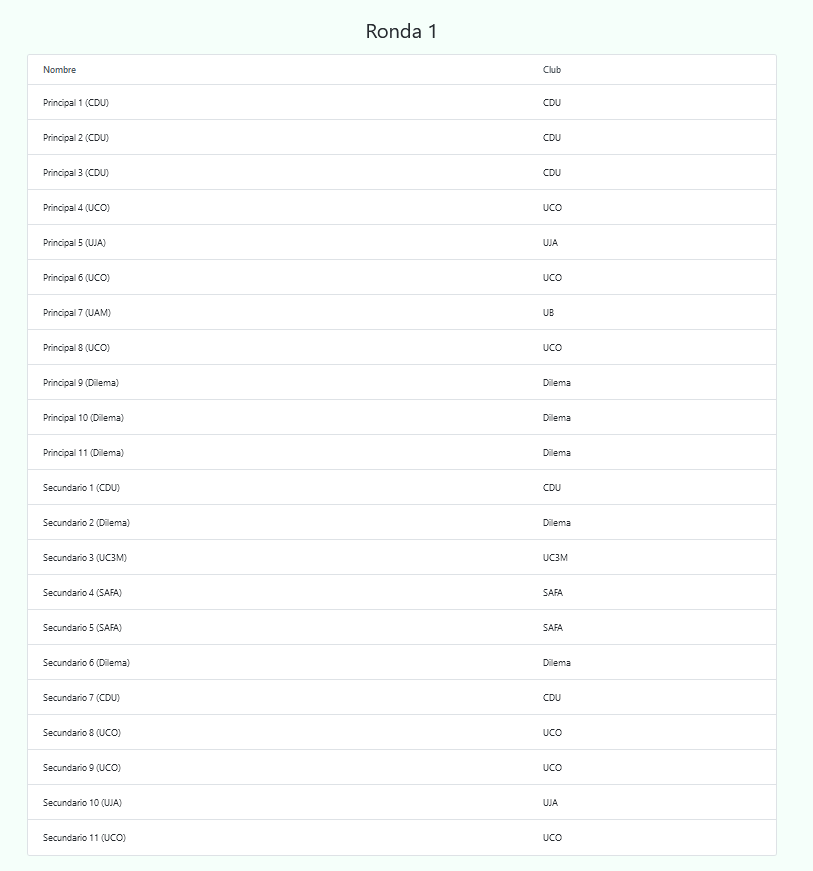 Ronda 1
Nombre Club
Principal 1 (CDU) CDU
Principal 2 (CDU) CDU
Principal 3 (CDU) CDU
Principal 4 (UCO) UCO
Principal 5 (UJA) UJA
Principal 6 (UCO) UCO
Principal 7 (UAM) UB
Principal 8 (UCO) UCO
Principal 9 (Dilema) Dilema
Principal 10 (Dilema) Dilema
Principal 11 (Dilema) Dilema
Secundario 1 (CDU) CDU
Secundario 2 (Dilema) Dilema
Secundario 3 (UC3M) UC3M
Secundario 4 (SAFA) SAFA
Secundario 5 (SAFA) SAFA
Secundario 6 (Dilema) Dilema
Secundario 7 (CDU) CDU
Secundario 8 (UCO) UCO
Secundario 9 (UCO) UCO
Secundario 10 (UJA) UJA
Secundario 11 (UCO) UCO